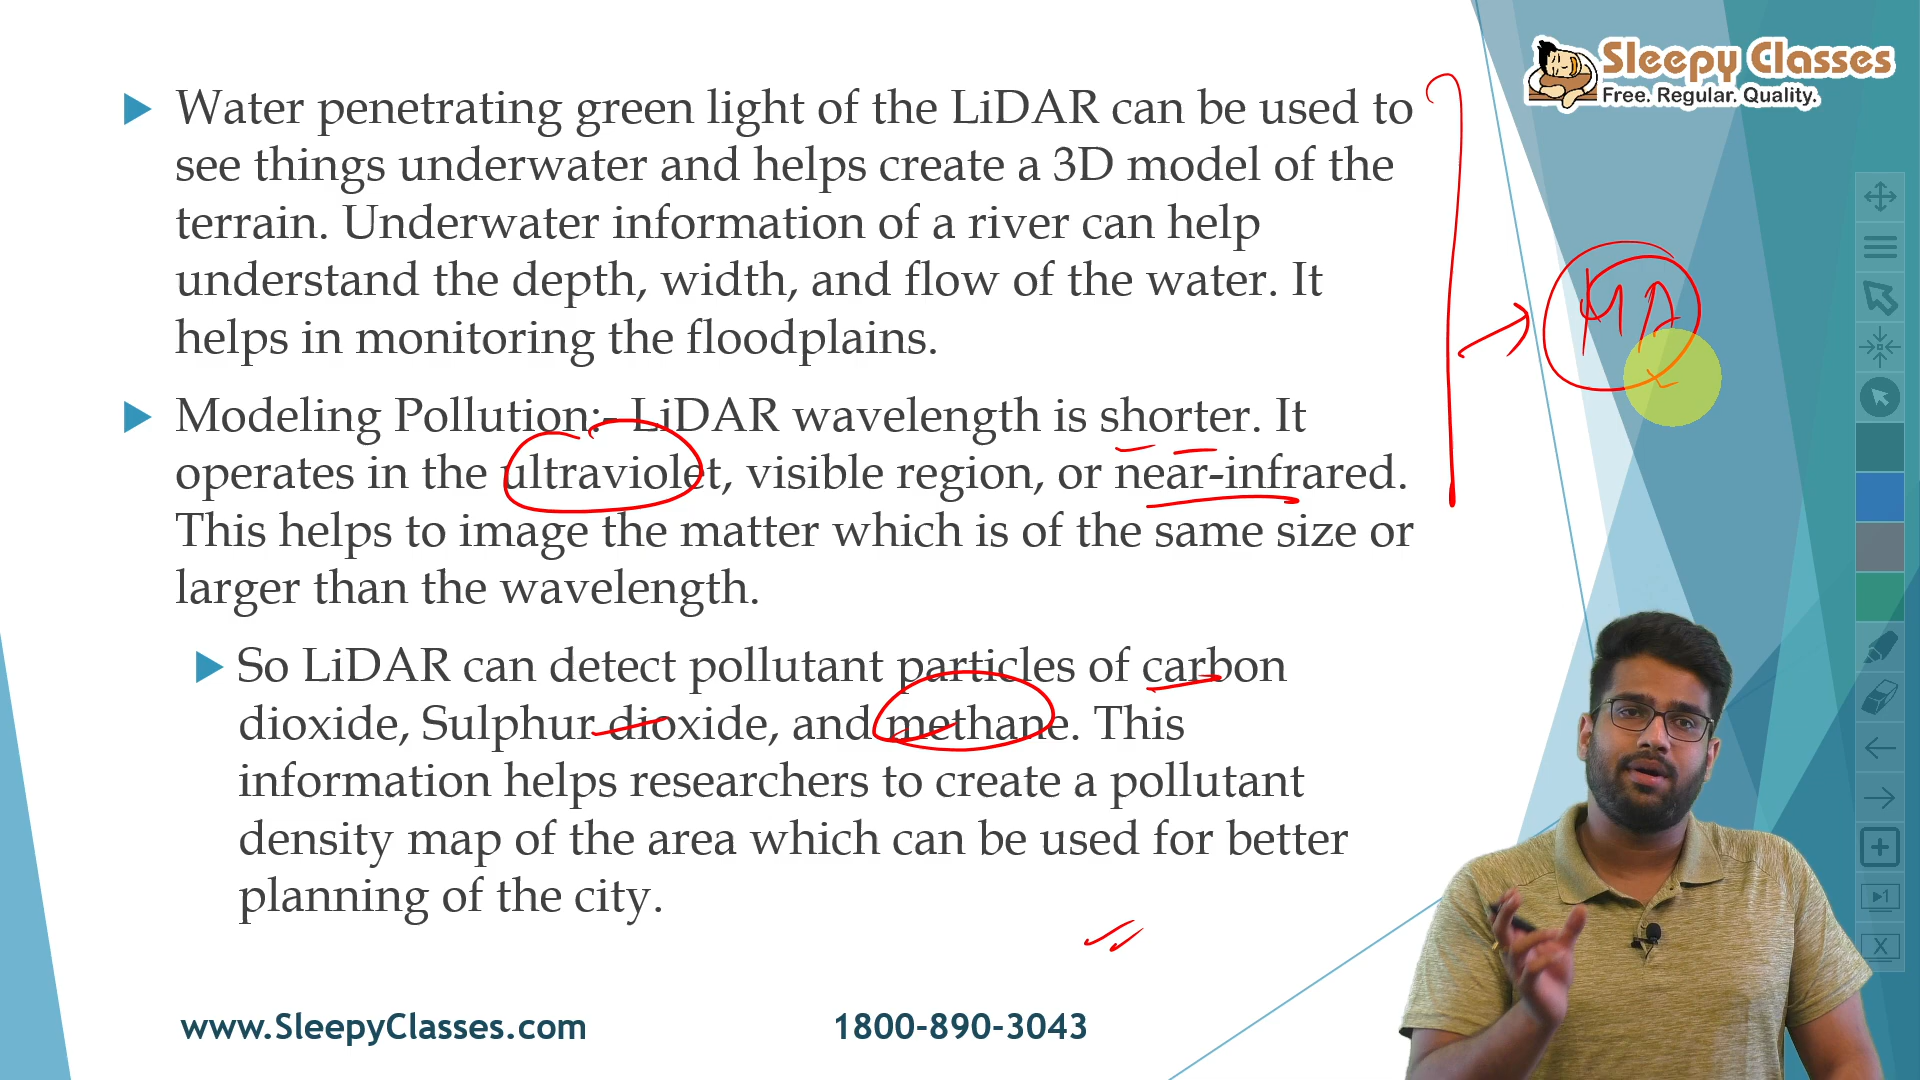 Sleepy Classes
Free. Regular. Quality.
Water penetrating green light of the LiDAR can be used to
see things underwater and helps create a 3D model of the
terrain. Underwater information of a river can help
understand the depth, width, and flow of the water. It
helps in monitoring the floodplains.
Modeling Pollution:- LiDAR wavelength is shorter. It
operates in the ultraviolet, visible region, or near-infrared.
This helps to image the matter which is of the same size or
larger than the wavelength.
So LiDAR can detect pollutant particles of carbon
dioxide, Sulphur dioxide, and methane. This
information helps researchers to create a pollutant
density map of the area which can be used for better
planning of the city.
www.SleepyClasses.com
1800-890-3043